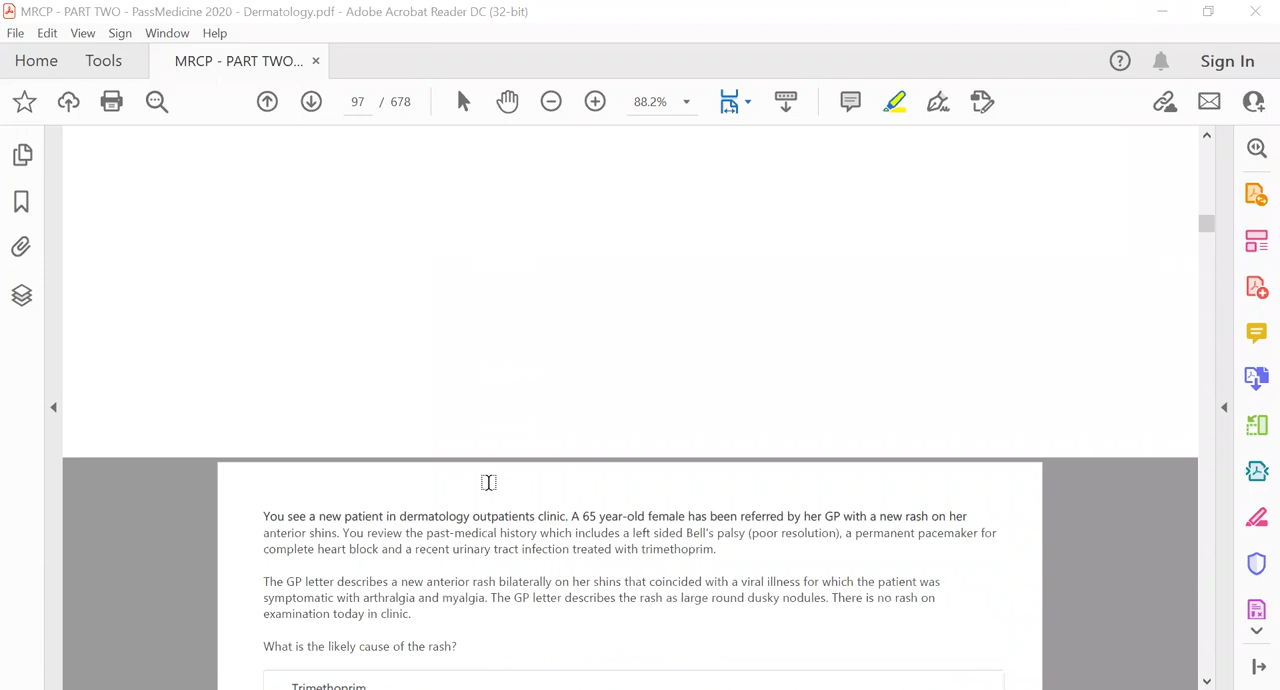 MRCP - PART TWO - PassMedicine 2020 - Dermatology.pdf - Adobe Acrobat Reader DC (32-bit)
File Edit View Sign Window Help
Home Tools MRCP - PART TWO... × Sign In
97 / 678 88.2%
You see a new patient in dermatology outpatients clinic. A 65 year-old female has been referred by her GP with a new rash on her
anterior shins. You review the past-medical history which includes a left sided Bell's palsy (poor resolution), a permanent pacemaker for
complete heart block and a recent urinary tract infection treated with trimethoprim.
The GP letter describes a new anterior rash bilaterally on her shins that coincided with a viral illness for which the patient was
symptomatic with arthralgia and myalgia. The GP letter describes the rash as large round dusky nodules. There is no rash on
examination today in clinic.
What is the likely cause of the rash?
Trimethoprim